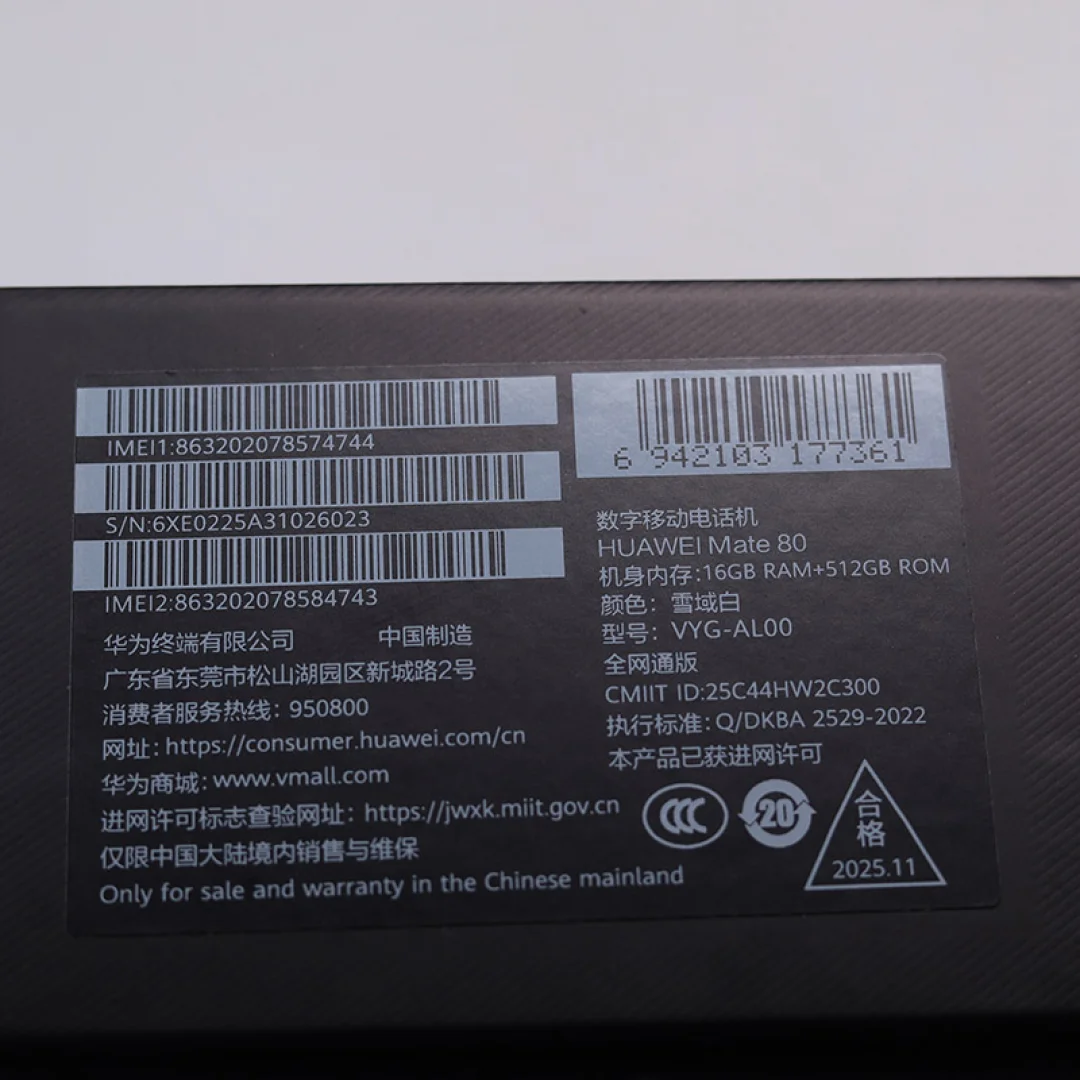 IMEI1:863202078574744
S/N:6XE0225A31026023
IMEI2:863202078584743
华为终端有限公司 中国制造
广东省东莞市松山湖园区新城路2号
消费者服务热线：950800
网址：https://consumer.huawei.com/cn
华为商城：www.vmall.com
进网许可标志查验网址：https://jwxk.miit.gov.cn
仅限中国大陆境内销售与维保
Only for sale and warranty in the Chinese mainland
6 942103 177361
数字移动电话机
HUAWEI Mate 80
机身内存：16GB RAM+512GB ROM
颜色：雪域白
型号：VYG-AL00
全网通版
CMIIT ID:25C44HW2C300
执行标准：Q/DKBA 2529-2022
本产品已获进网许可
CCC
20
合格
2025.11